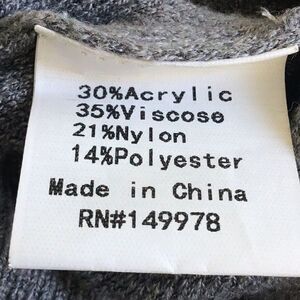 30%Acrylic
35%Viscose
21%Nylon
14%Polyester
Made in China
RN#149978